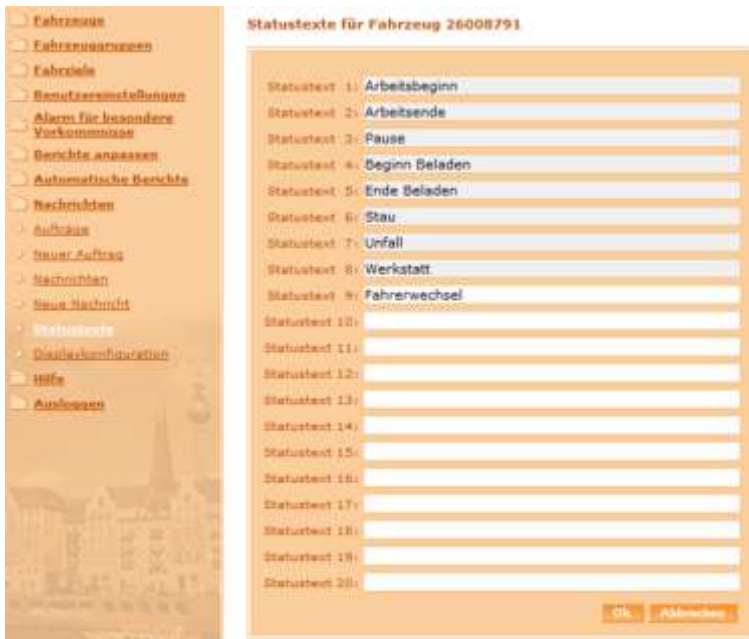 Fahrzeuge
Fahrzeuggruppen
Fahrziele
Benutzereinstellungen
Alarm für besondere
Vorkommnisse
Berichte anpassen
Automatische Berichte
Nachrichten
Aufträge
Neuer Auftrag
Nachrichten
Neue Nachricht
Statustexte
Displaykonfiguration
Hilfe
Ausloggen
Statustexte für Fahrzeug 26008791
Statustext 1: Arbeitsbeginn
Statustext 2: Arbeitsende
Statustext 3: Pause
Statustext 4: Beginn Beladen
Statustext 5: Ende Beladen
Statustext 6: Stau
Statustext 7: Unfall
Statustext 8: Werkstatt
Statustext 9: Fahrerwechsel
Statustext 10:
Statustext 11:
Statustext 12:
Statustext 13:
Statustext 14:
Statustext 15:
Statustext 16:
Statustext 17:
Statustext 18:
Statustext 19:
Statustext 20:
Ok Abbrechen